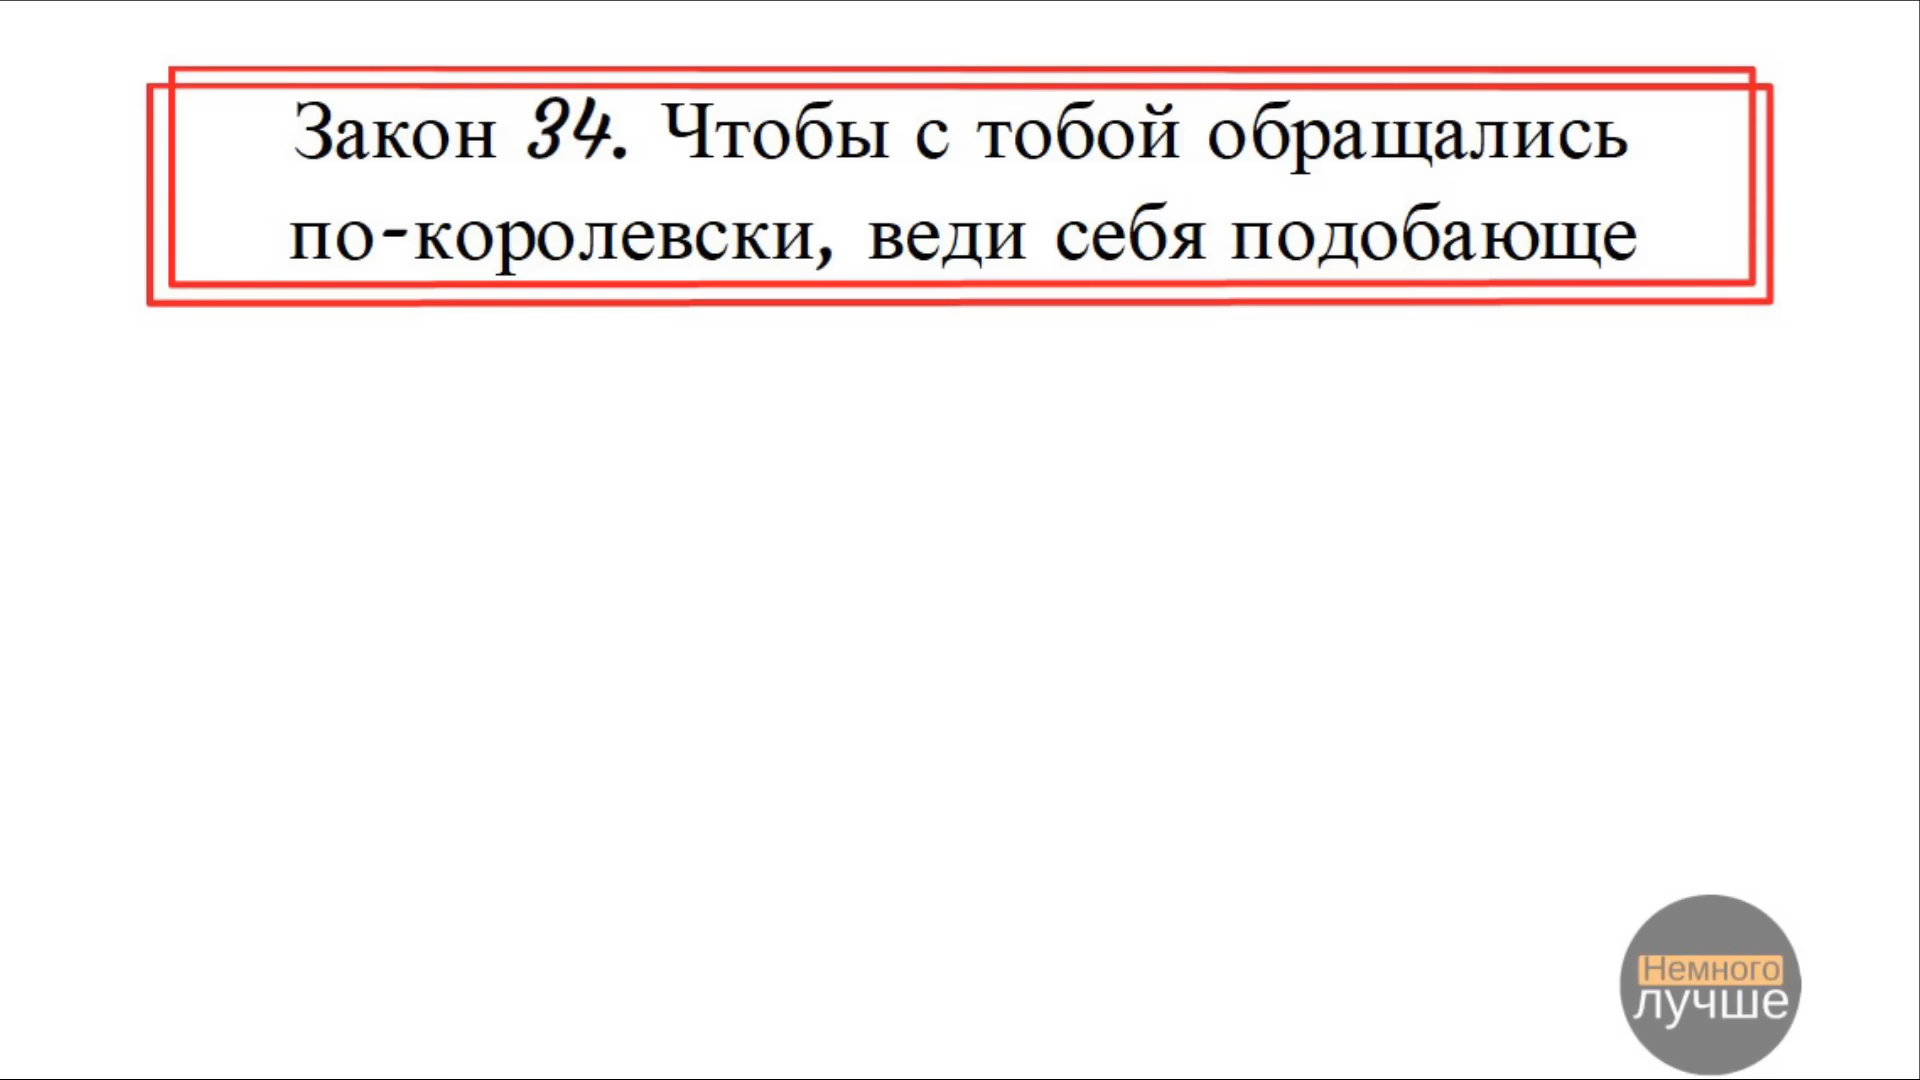 Закон 34. Чтобы с тобой обращались
по-королевски, веди себя подобающе
Немного
лучше